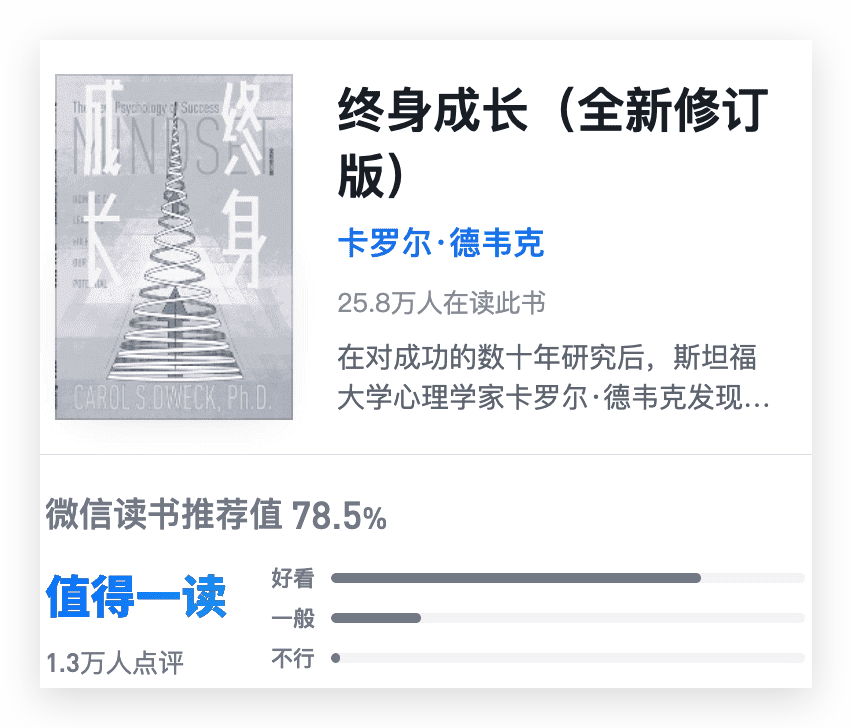 The New Psychology of Success
MINDSET
终身
成长
CAROL S.DWECK, Ph.D.
终身成长（全新修订
版）
卡罗尔·德韦克
25.8万人在读此书
在对成功的数十年研究后，斯坦福
大学心理学家卡罗尔·德韦克发现...
微信读书推荐值 78.5%
值得一读
1.3万人点评
好看
一般
不行